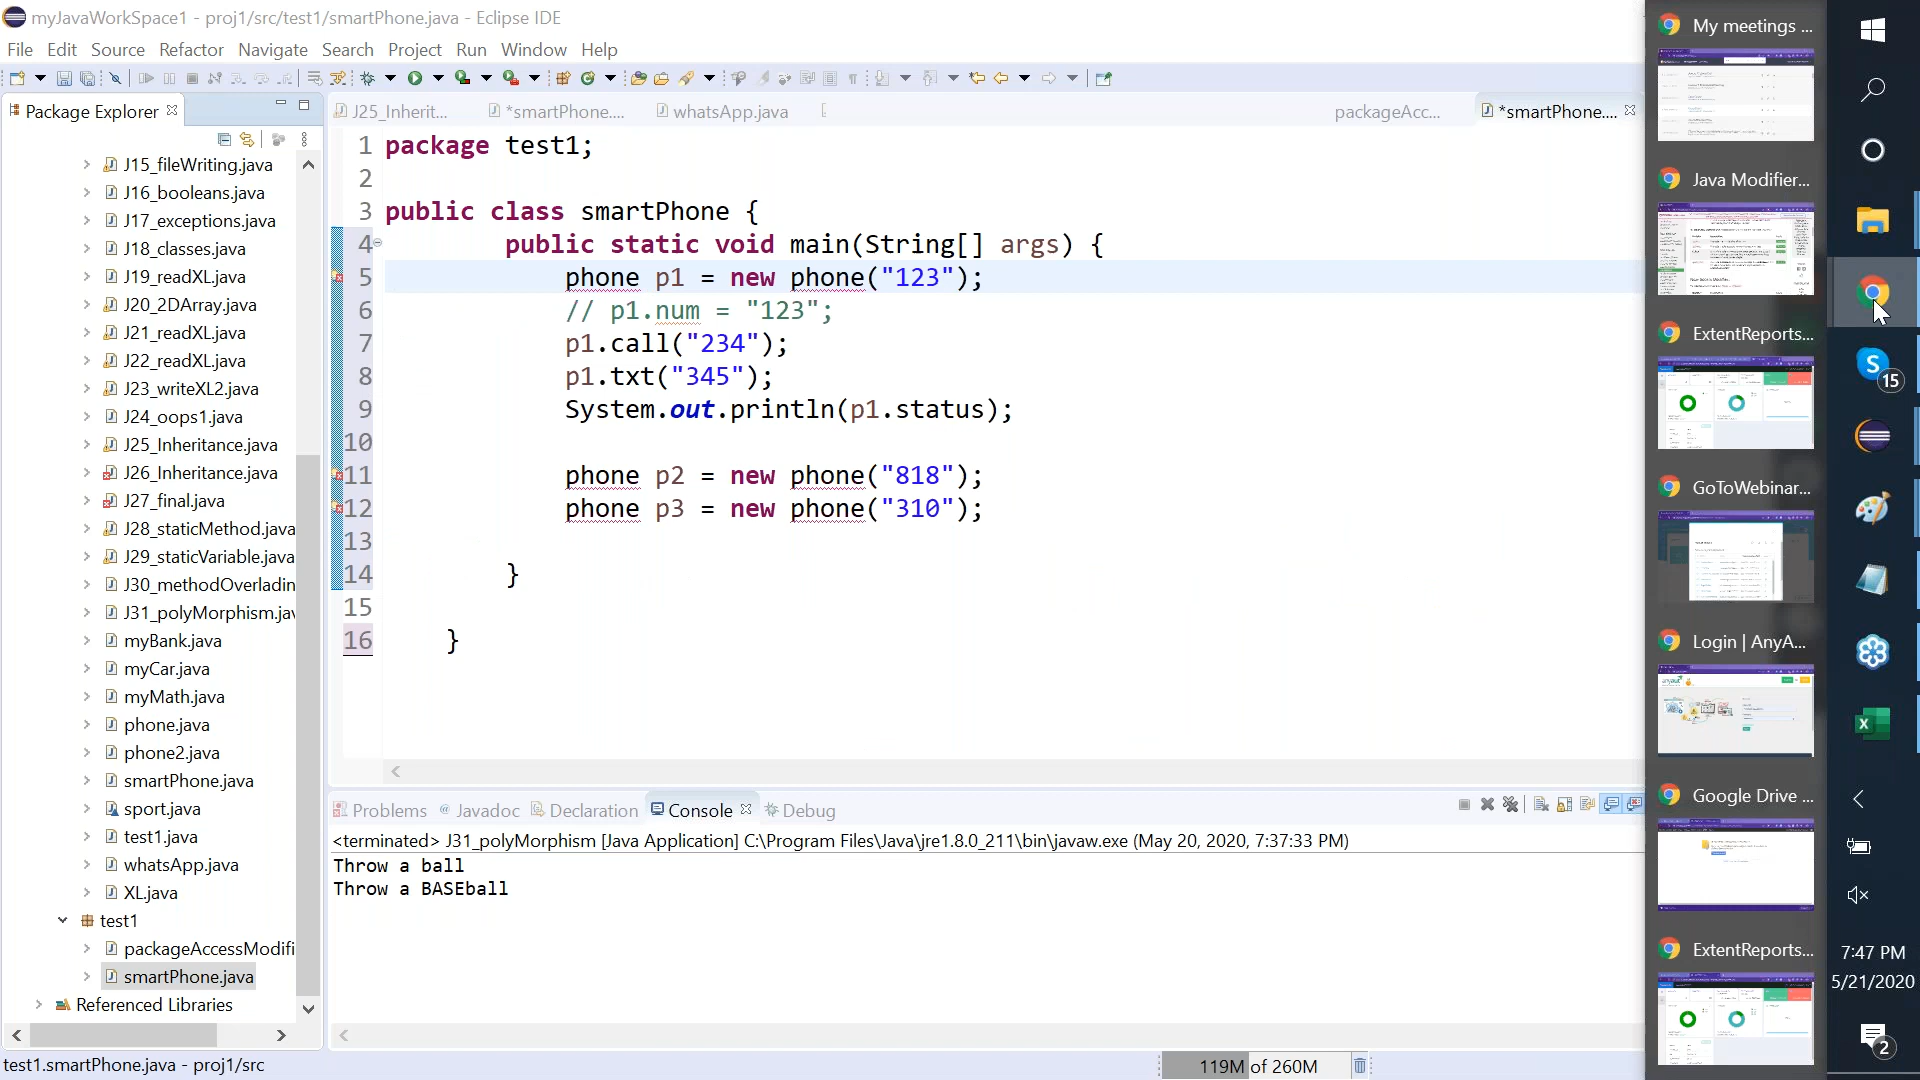 myJavaWorkSpace1 - proj1/src/test1/smartPhone.java - Eclipse IDE
File Edit Source Refactor Navigate Search Project Run Window Help
Package Explorer
J15_fileWriting.java
J16_booleans.java
J17_exceptions.java
J18_classes.java
J19_readXL.java
J20_2DArray.java
J21_readXL.java
J22_readXL.java
J23_writeXL2.java
J24_oops1.java
J25_Inheritance.java
J26_Inheritance.java
J27_final.java
J28_staticMethod.java
J29_staticVariable.java
J30_methodOverladin
J31_polyMorphism.jav
myBank.java
myCar.java
myMath.java
phone.java
phone2.java
smartPhone.java
sport.java
test1.java
whatsApp.java
XL.java
test1
packageAccessModifi
smartPhone.java
Referenced Libraries
J25_Inherit... *smartPhone.... whatsApp.java packageAcc... *smartPhone....
1 package test1;
2
3 public class smartPhone {
4 public static void main(String[] args) {
5 phone p1 = new phone("123");
6 // p1.num = "123";
7 p1.call("234");
8 p1.txt("345");
9 System.out.println(p1.status);
10
11 phone p2 = new phone("818");
12 phone p3 = new phone("310");
13
14 }
15
16 }
Problems Javadoc Declaration Console Debug
<terminated> J31_polyMorphism [Java Application] C:\Program Files\Java\jre1.8.0_211\bin\javaw.exe (May 20, 2020, 7:37:33 PM)
Throw a ball
Throw a BASEball
test1.smartPhone.java - proj1/src
119M of 260M
My meetings ...
Java Modifier...
ExtentReports...
GoToWebinar...
Login | AnyA...
Google Drive ...
ExtentReports...
15
7:47 PM
5/21/2020
2